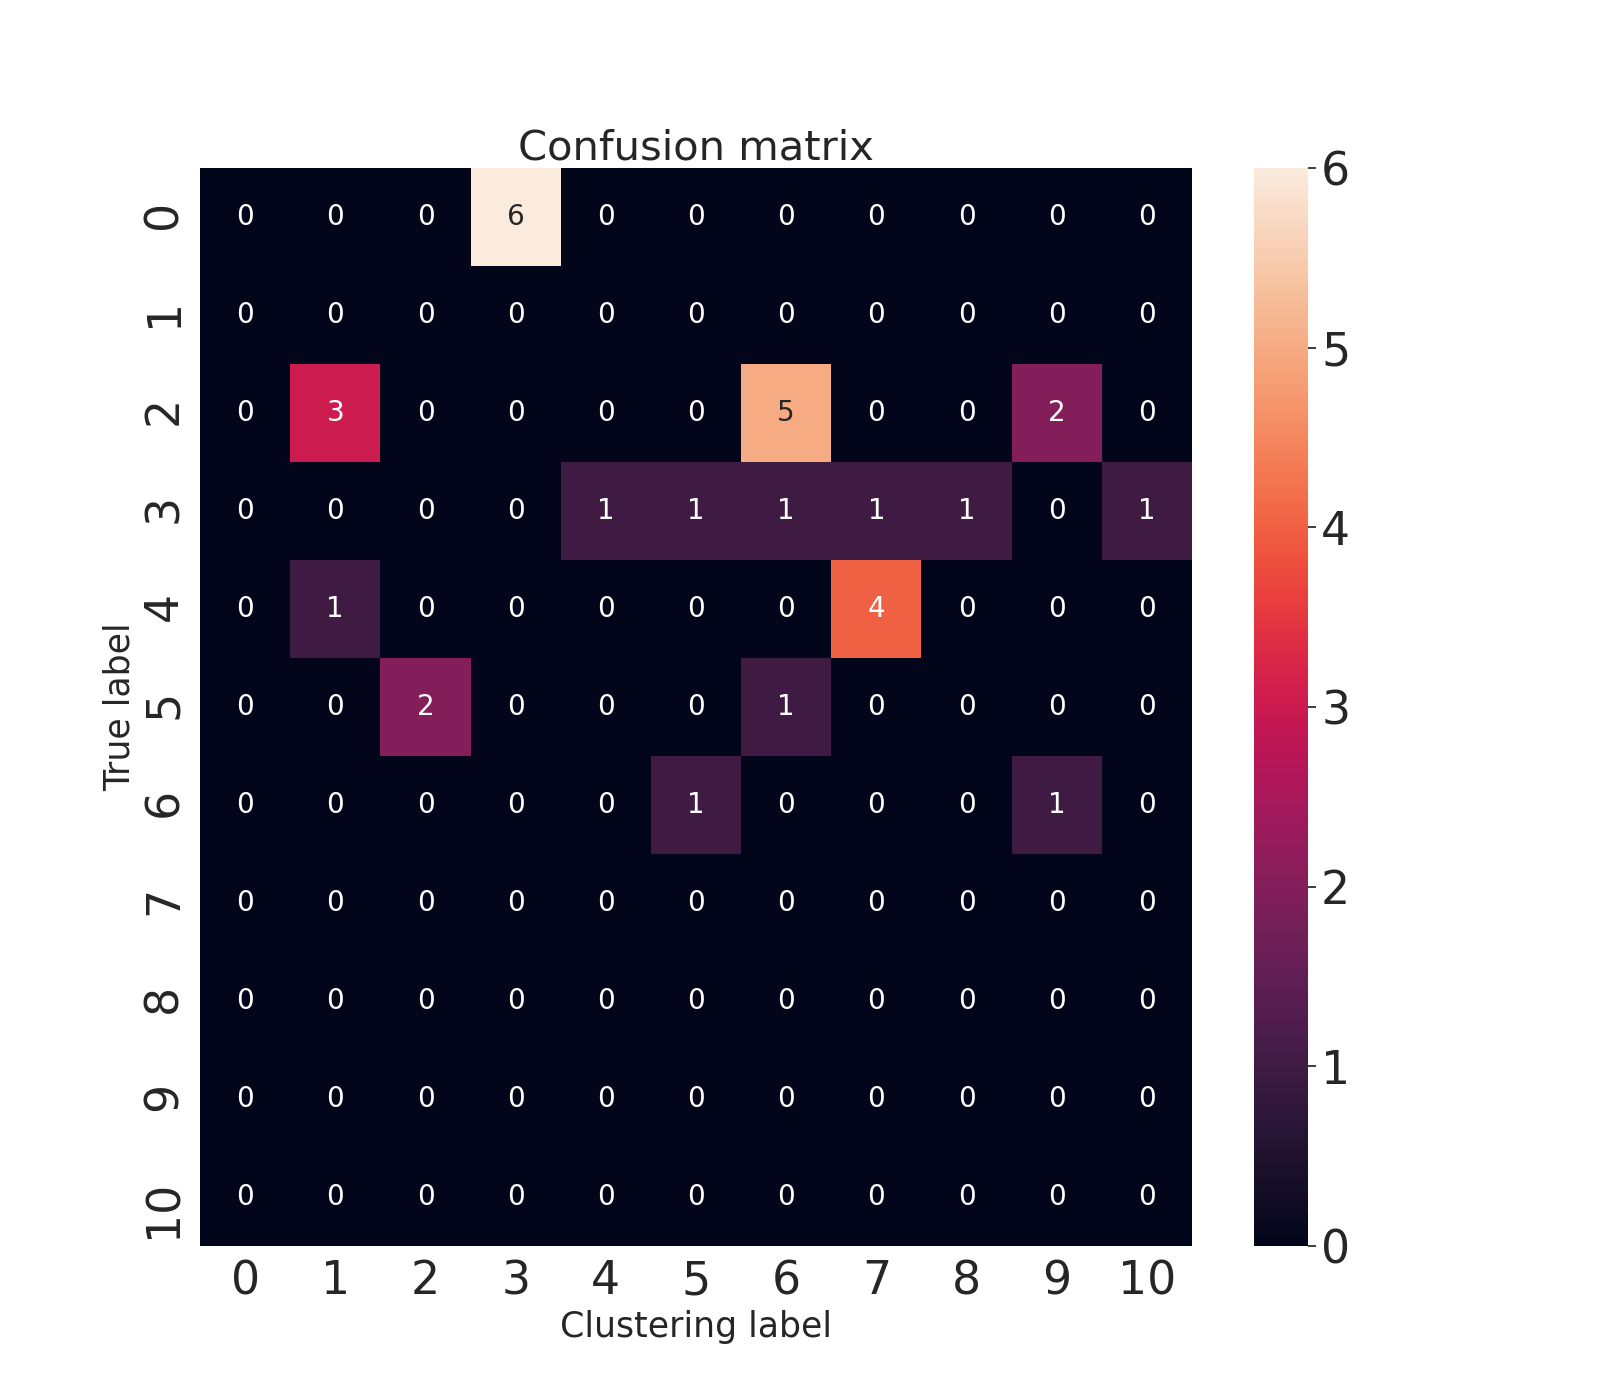 Confusion matrix
0 0 0 0 6 0 0 0 0 0 0 0
1 0 0 0 0 0 0 0 0 0 0 0
2 0 3 0 0 0 0 5 0 0 2 0
3 0 0 0 0 1 1 1 1 1 0 1
4 0 1 0 0 0 0 0 4 0 0 0
5 0 0 2 0 0 0 1 0 0 0 0
6 0 0 0 0 0 1 0 0 0 1 0
7 0 0 0 0 0 0 0 0 0 0 0
8 0 0 0 0 0 0 0 0 0 0 0
9 0 0 0 0 0 0 0 0 0 0 0
10 0 0 0 0 0 0 0 0 0 0 0
0 1 2 3 4 5 6 7 8 9 10
Clustering label
True label
6
5
4
3
2
1
0